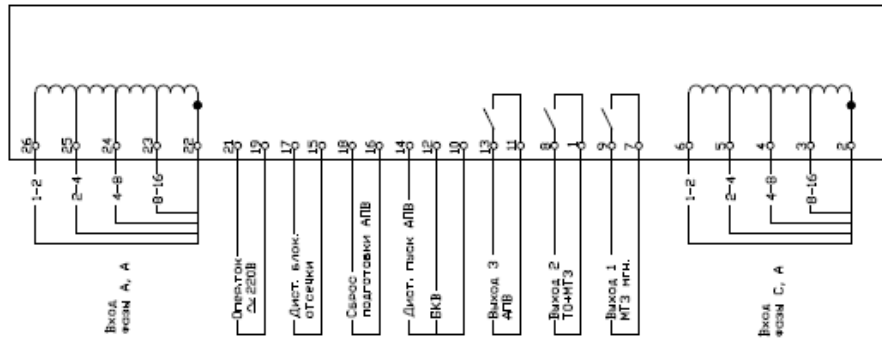 26
25
24
23
22
21
19
17
15
18
16
14
12
10
13
11
8
1
9
7
6
5
4
3
2
1-2
2-4
4-8
8-16
Вход
фазы А, А
Опер.ток
≃220В
Дист. блок.
отсечки
Сброс
подготовки АПВ
Дист. пуск АПВ
БКВ
Выход 3
АПВ
Выход 2
ТО+МТЗ
Выход 1
МТЗ мгн.
1-2
2-4
4-8
8-16
Вход
фазы С, А